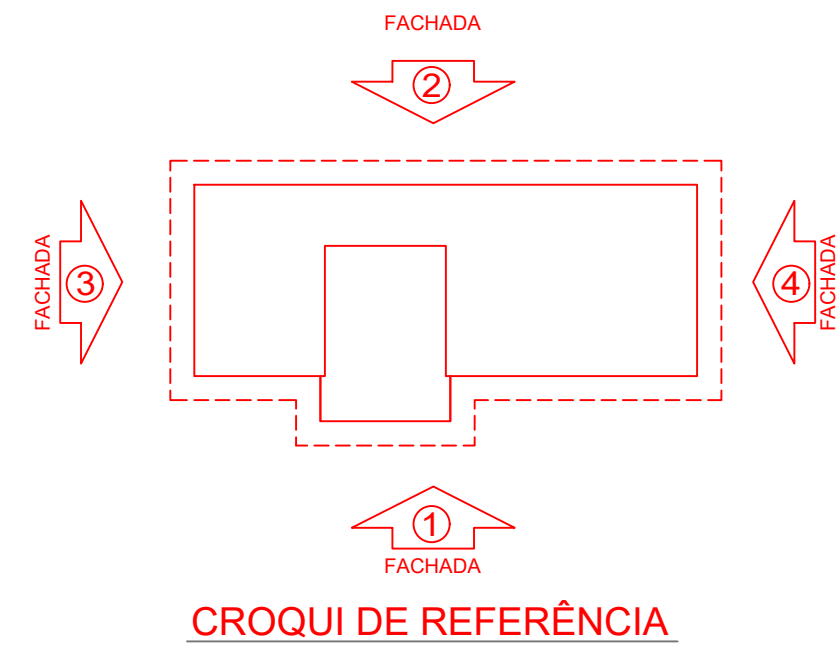 FACHADA
2
FACHADA
3
4
FACHADA
1
FACHADA
CROQUI DE REFERÊNCIA